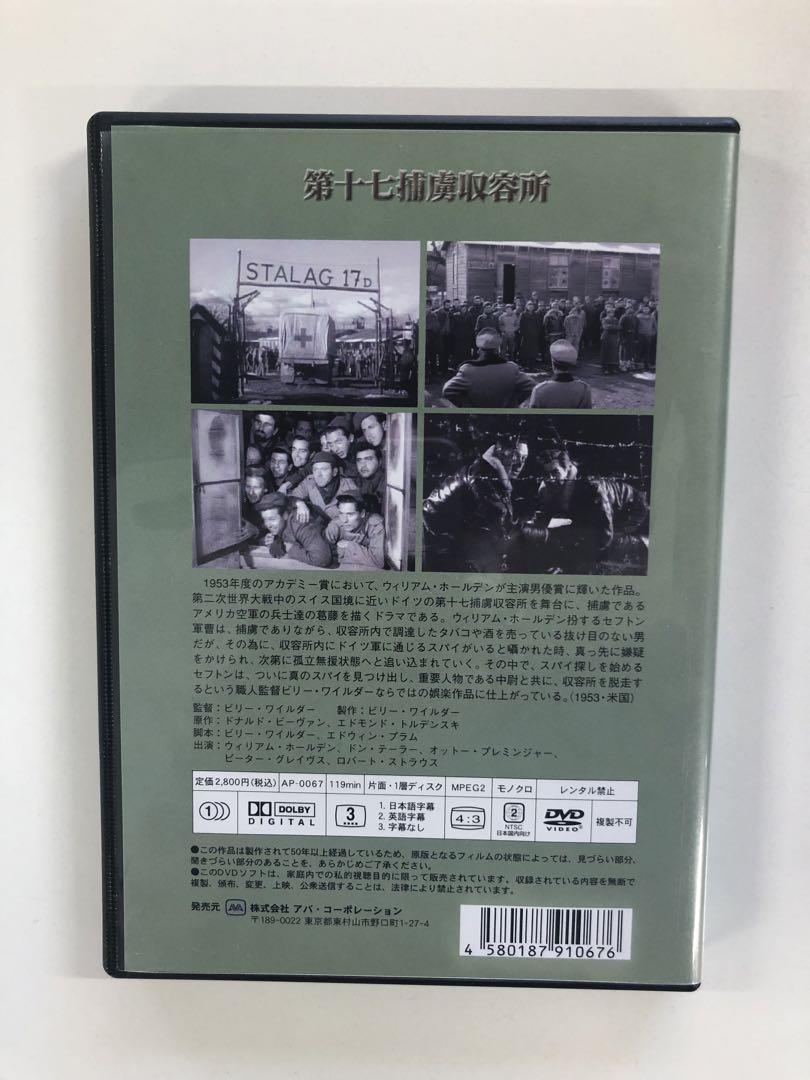 第十七捕虜収容所
STALAG 17D
1953年度のアカデミー賞において、ウィリアム・ホールデンが主演男優賞に輝いた作品。
第二次世界大戦中のスイス国境に近いドイツの第十七捕虜収容所を舞台に、捕虜である
アメリカ空軍の兵士達の葛藤を描くドラマである。ウィリアム・ホールデン扮するセフトン
軍曹は、捕虜でありながら、収容所内で調達したタバコや酒を売っている抜け目のない男
だが、その為に、収容所内にドイツ軍に通じるスパイがいると囁かれた時、真っ先に嫌疑
をかけられ、次第に孤立無援状態へと追い込まれていく。その中で、スパイ探しを始める
セフトンは、ついに真のスパイを見つけ出し、重要人物である中尉と共に、収容所を脱走す
るという職人監督ビリー・ワイルダーならではの娯楽作品に仕上がっている。(1953・米国)
監督：ビリー・ワイルダー 製作：ビリー・ワイルダー
原作：ドナルド・ビーヴァン、エドモンド・トルデンスキ
脚本：ビリー・ワイルダー、エドウィン・ブラム
出演：ウィリアム・ホールデン、ドン・テーラー、オットー・プレミンジャー、
ピーター・グレイヴス、ロバート・ストラウス
定価2,800円(税込) AP-0067 119min 片面・1層ディスク MPEG2 モノクロ レンタル禁止
1 DOLBY DIGITAL 3 1. 日本語字幕 2. 英語字幕 3. 字幕なし 4:3 2 NTSC 日本国内向け DVD VIDEO 複製不可
●この作品は製作されて50年以上経過しているため、原版となるフィルムの状態によっては、見づらい部分、
聞きづらい部分のあることを、あらかじめご了承ください。
●このDVDソフトは、家庭内での私的視聴目的に限って販売されています。収録されている内容を無断で
複製、頒布、変更、上映、公衆送信することは、法律により禁止されています。
発売元 AVA 株式会社 アバ・コーポレーション
〒189-0022 東京都東村山市野口町1-27-4
4 580187 910676